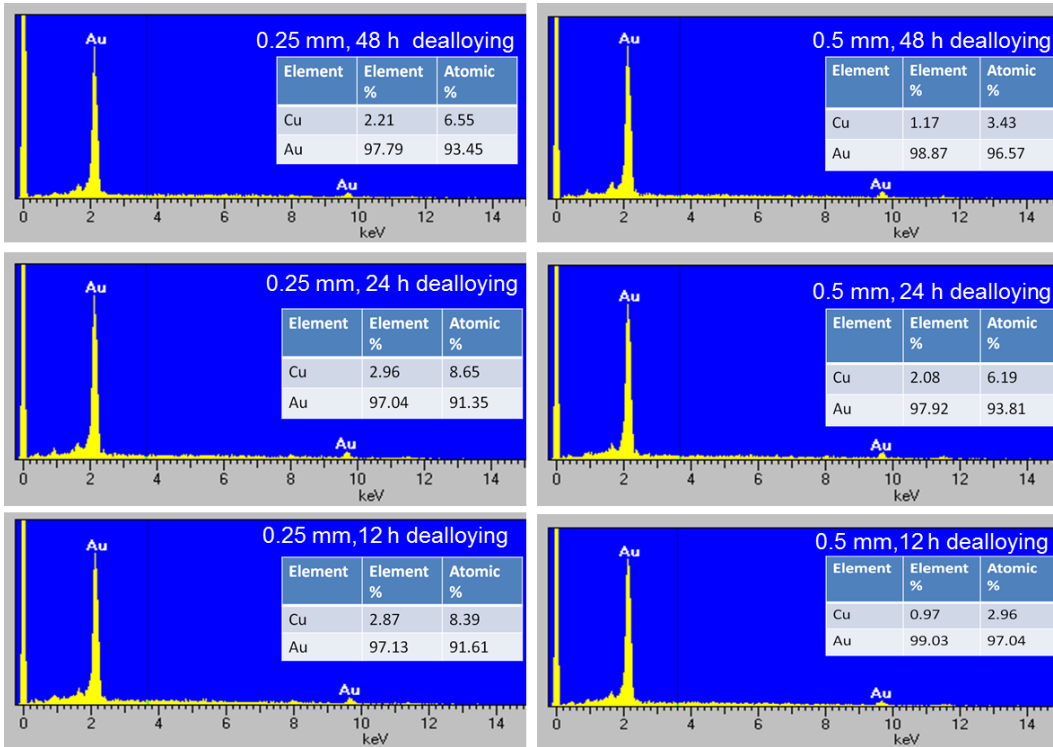 Au
0.25 mm, 48 h dealloying
Element Element % Atomic %
Cu 2.21 6.55
Au 97.79 93.45
Au
0 2 4 6 8 10 12 14
keV
Au
0.5 mm, 48 h dealloying
Element Element % Atomic %
Cu 1.17 3.43
Au 98.87 96.57
Au
0 2 4 6 8 10 12 14
keV
Au
0.25 mm, 24 h dealloying
Element Element % Atomic %
Cu 2.96 8.65
Au 97.04 91.35
Au
0 2 4 6 8 10 12 14
keV
Au
0.5 mm, 24 h dealloying
Element Element % Atomic %
Cu 2.08 6.19
Au 97.92 93.81
Au
0 2 4 6 8 10 12 14
keV
Au
0.25 mm,12 h dealloying
Element Element % Atomic %
Cu 2.87 8.39
Au 97.13 91.61
Au
0 2 4 6 8 10 12 14
keV
Au
0.5 mm,12 h dealloying
Element Element % Atomic %
Cu 0.97 2.96
Au 99.03 97.04
Au
0 2 4 6 8 10 12 14
keV